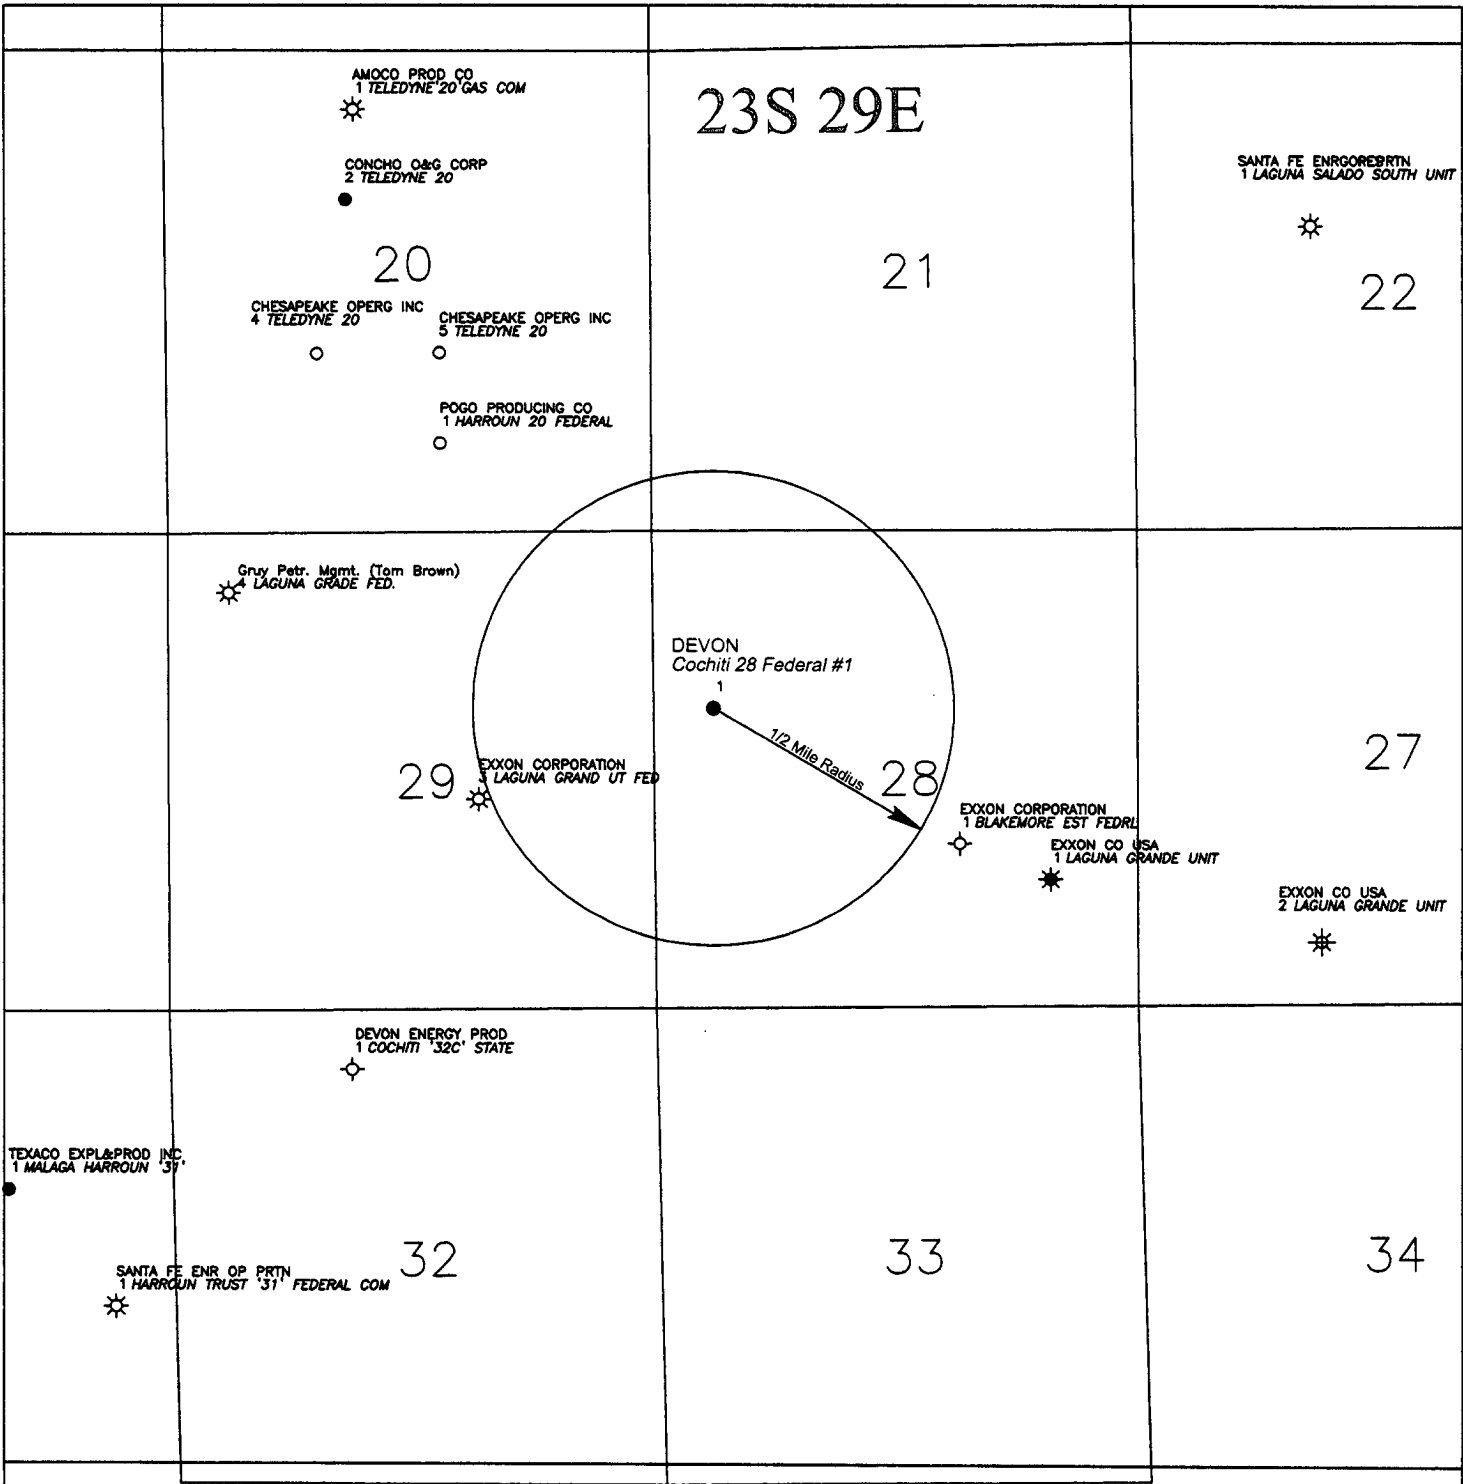 AMOCO PROD CO
1 TELEDYNE '20' GAS COM
23S 29E
CONCHO O&G CORP
2 TELEDYNE 20
SANTA FE ENRGOREBRTN
1 LAGUNA SALADO SOUTH UNIT
20
21
22
CHESAPEAKE OPERG INC
4 TELEDYNE 20
CHESAPEAKE OPERG INC
5 TELEDYNE 20
POGO PRODUCING CO
1 HARROUN 20 FEDERAL
Gruy Petr. Mgmt. (Tom Brown)
4 LAGUNA GRADE FED.
DEVON
Cochiti 28 Federal #1
1
1/2 Mile Radius
29
EXXON CORPORATION
3 LAGUNA GRAND UT FED
28
27
EXXON CORPORATION
1 BLAKEMORE EST FEDRL
EXXON CO USA
1 LAGUNA GRANDE UNIT
EXXON CO USA
2 LAGUNA GRANDE UNIT
DEVON ENERGY PROD
1 COCHITI '32C' STATE
TEXACO EXPL&PROD INC
1 MALAGA HARROUN '31'
SANTA FE ENR OP PRTN
1 HARROUN TRUST '31' FEDERAL COM
32
33
34